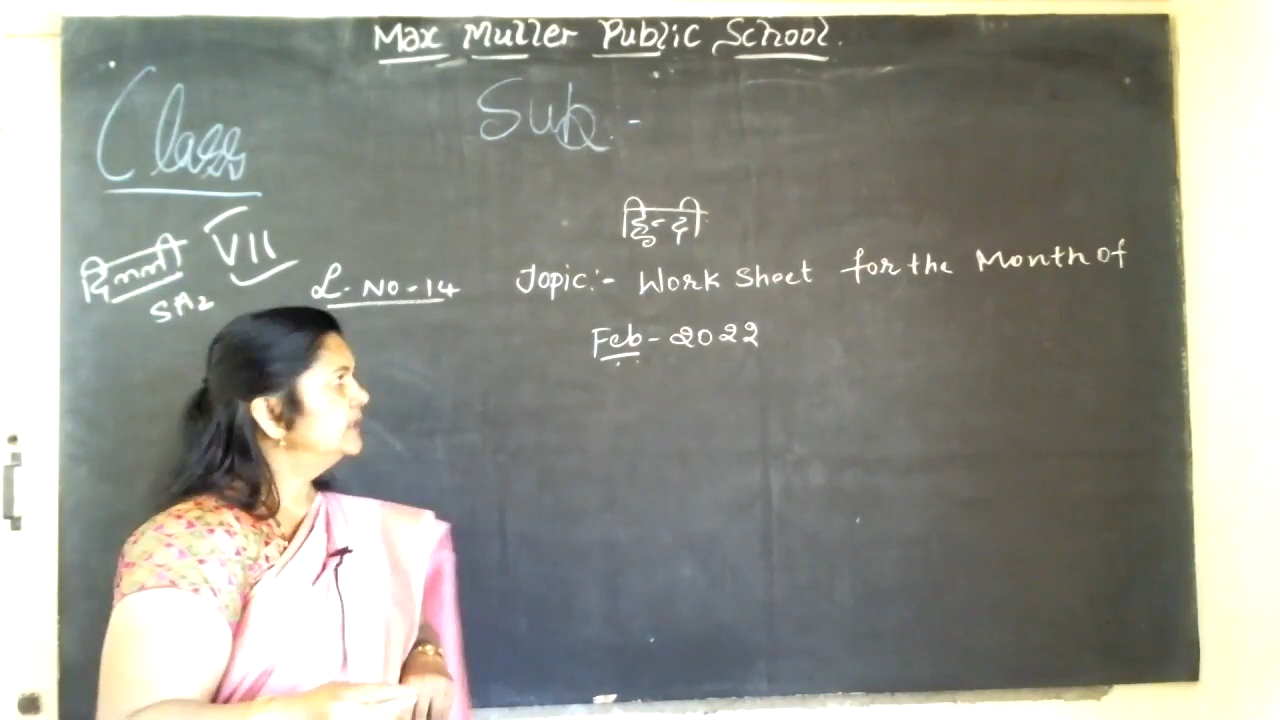 Max Muller Public School.
Class Sub:-
हिन्दी
VII
SA2
L. No - 14 Topic:- Work Sheet for the Month of
Feb - 2022